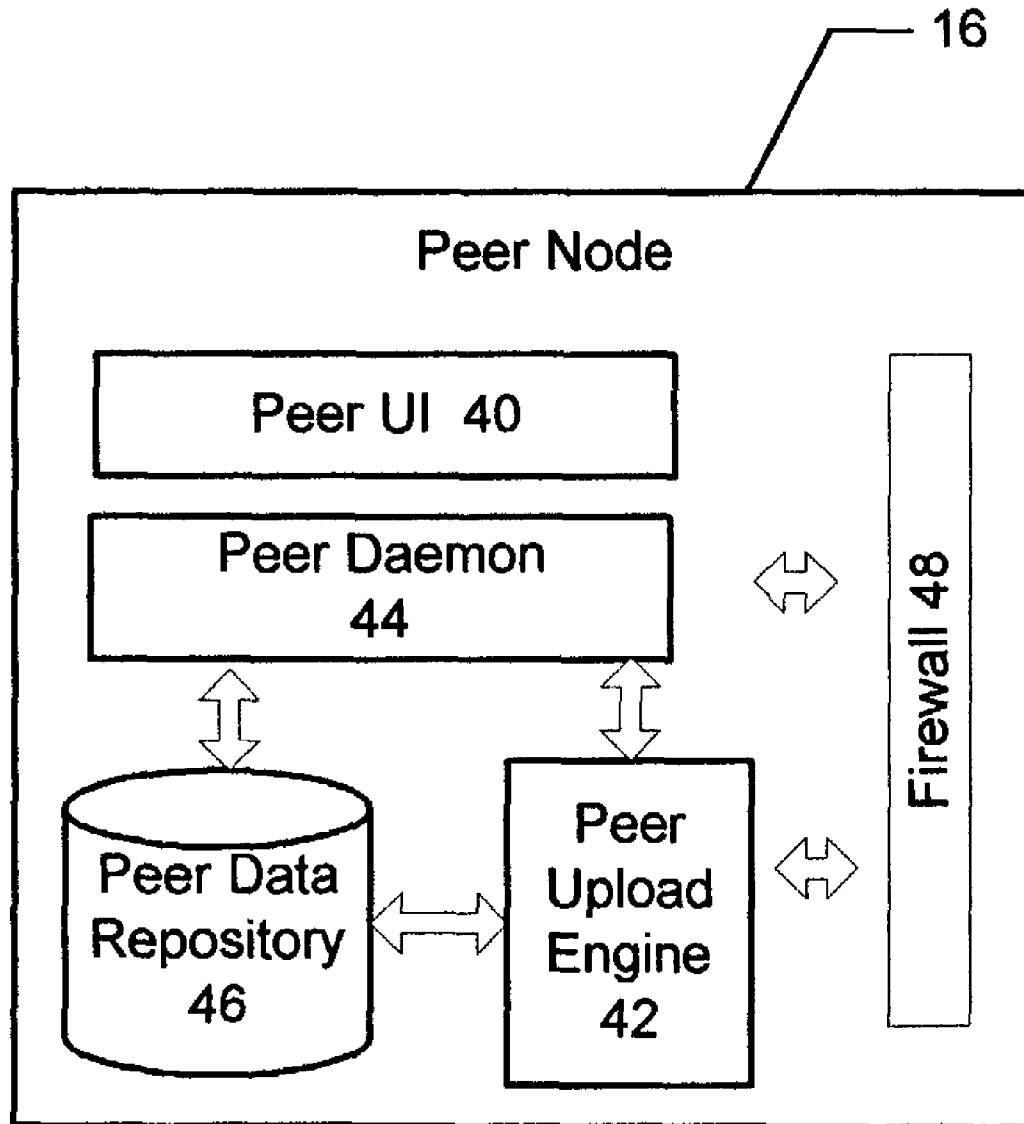 16
Peer Node
Peer UI 40
Peer Daemon
44
Firewall 48
Peer Data
Repository
46
Peer
Upload
Engine
42